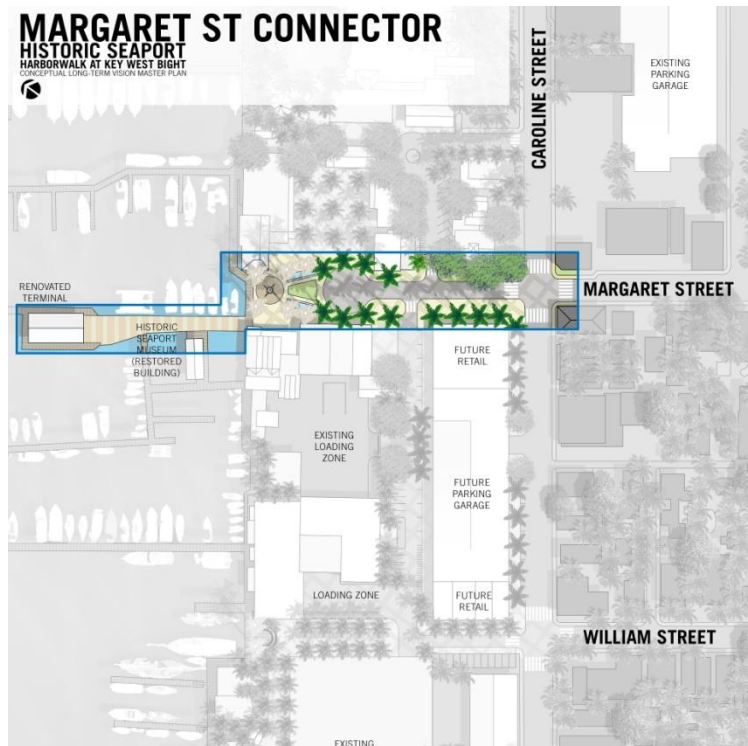 MARGARET ST CONNECTOR
HISTORIC SEAPORT
HARBORWALK AT KEY WEST BIGHT
CONCEPTUAL LONG-TERM VISION MASTER PLAN
CAROLINE STREET
EXISTING
PARKING
GARAGE
RENOVATED
TERMINAL
MARGARET STREET
HISTORIC
SEAPORT
MUSEUM
(RESTORED
BUILDING)
FUTURE
RETAIL
EXISTING
LOADING
ZONE
FUTURE
PARKING
GARAGE
LOADING ZONE
FUTURE
RETAIL
WILLIAM STREET
EXISTING